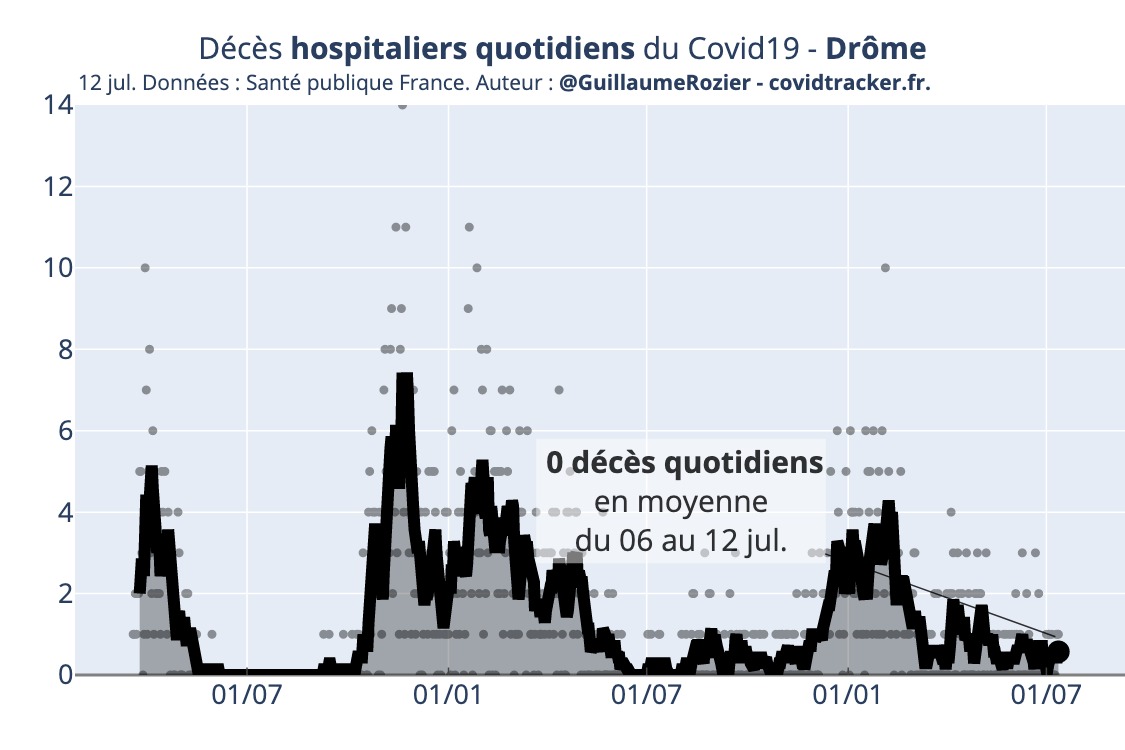 Décès hospitaliers quotidiens du Covid19 - Drôme
12 jul. Données : Santé publique France. Auteur : @GuillaumeRozier - covidtracker.fr.
14
12
10
8
6
4
2
0
0 décès quotidiens
en moyenne
du 06 au 12 jul.
01/07 01/01 01/07 01/01 01/07